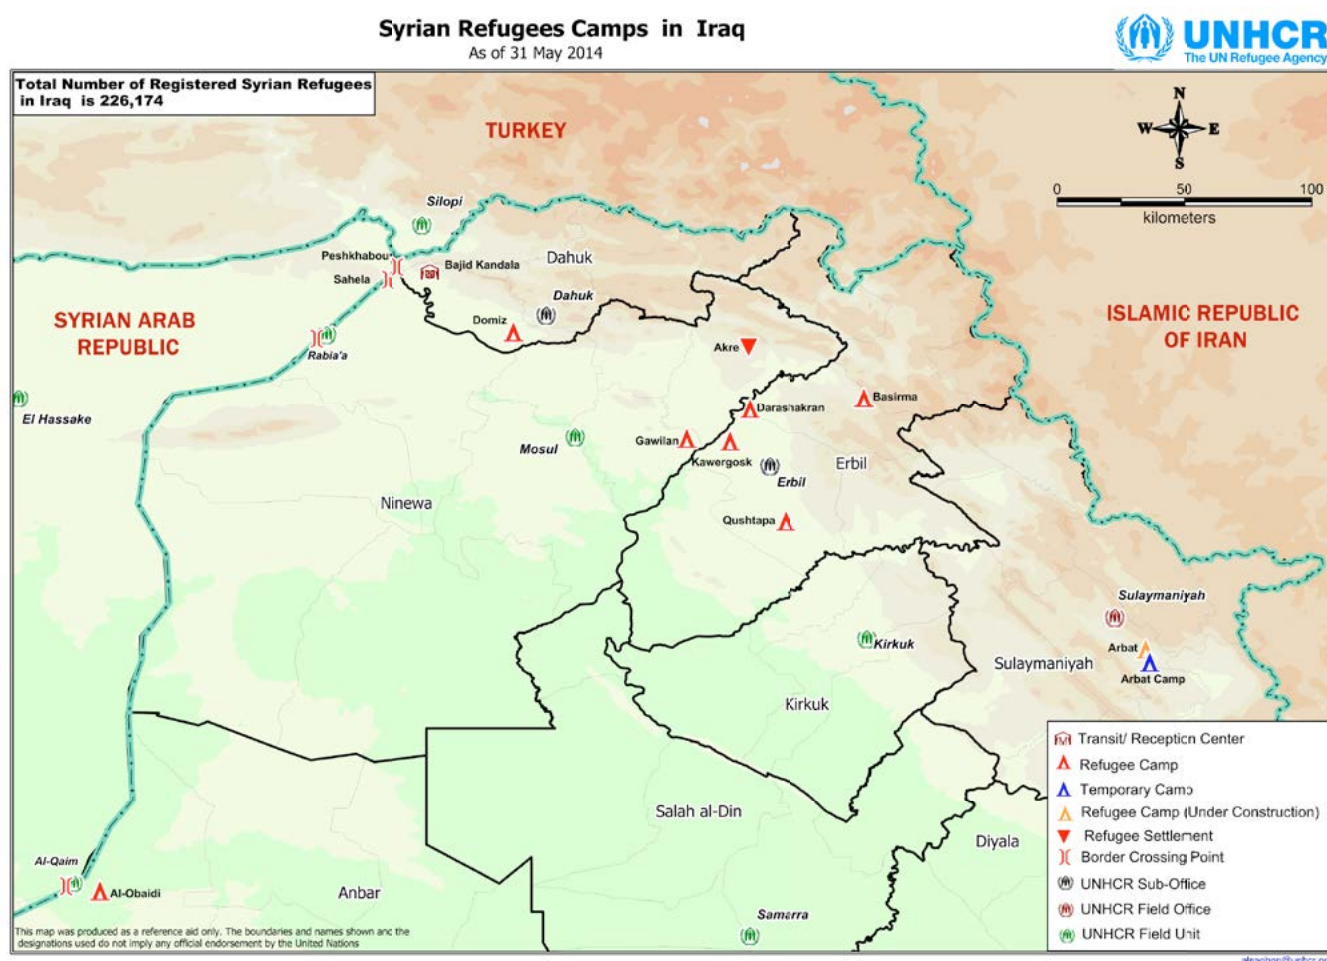 Syrian Refugees Camps in Iraq
As of 31 May 2014
UNHCR
The UN Refugee Agency
Total Number of Registered Syrian Refugees
in Iraq is 226,174
TURKEY
N
W E
S
0 50 100
kilometers
Silopi
Peshkhabour
Bajid Kandala
Dahuk
Sahela
Dahuk
SYRIAN ARAB
REPUBLIC
ISLAMIC REPUBLIC
OF IRAN
Domiz
Rabia'a
Akre
El Hassake
Basirma
Darashakran
Mosul
Gawilan
Kawergosk
Erbil
Erbil
Ninewa
Qushtapa
Sulaymaniyah
Kirkuk
Arbat
Sulaymaniyah
Arbat Camp
Kirkuk
Transit/ Reception Center
Refugee Camp
Temporary Camp
Refugee Camp (Under Construction)
Refugee Settlement
Border Crossing Point
UNHCR Sub-Office
UNHCR Field Office
UNHCR Field Unit
Salah al-Din
Diyala
Al-Qaim
Al-Obaidi
Anbar
Samarra
This map was produced as a reference aid only. The boundaries and names shown and the
designations used do not imply any official endorsement by the United Nations